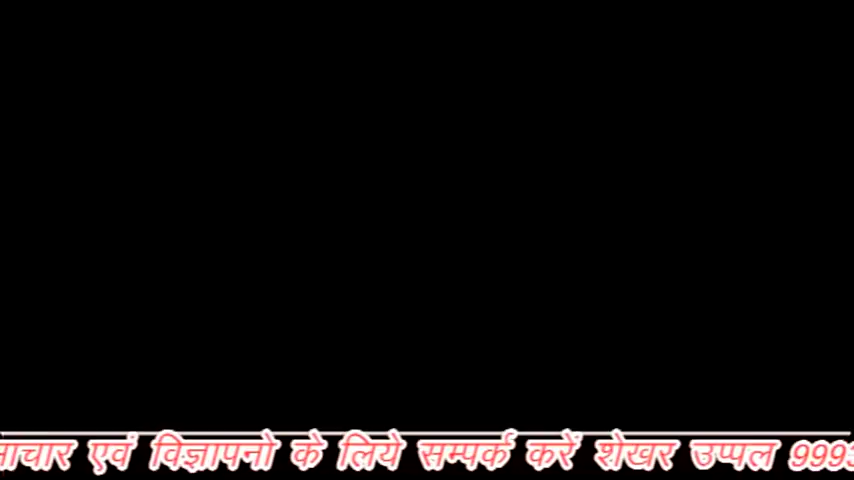 एवं विज्ञापनो के लिये सम्पर्क करें शेखर उप्पल 999